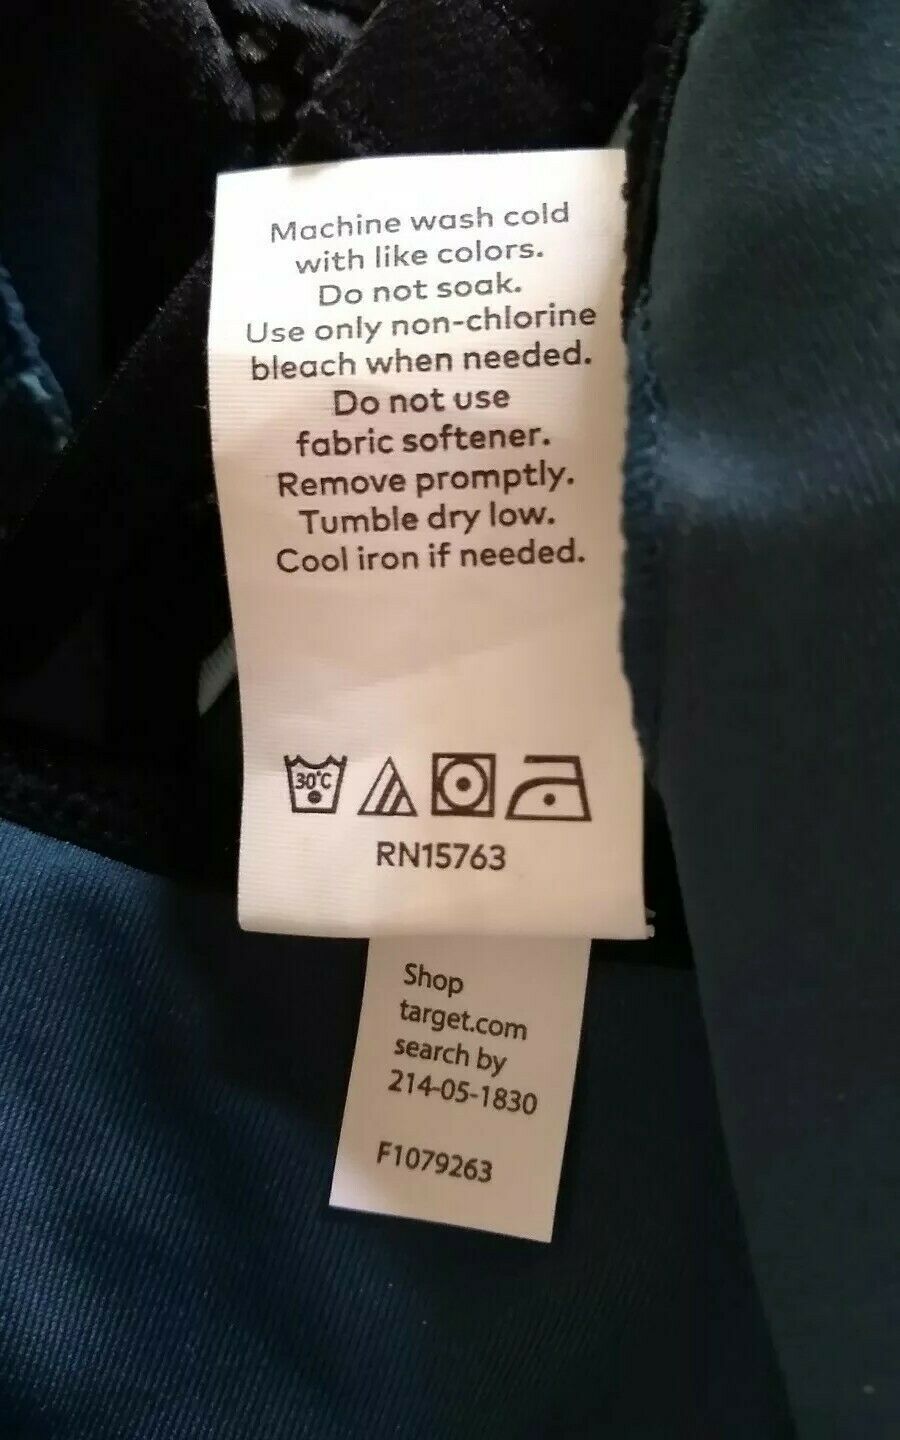 Machine wash cold
with like colors.
Do not soak.
Use only non-chlorine
bleach when needed.
Do not use
fabric softener.
Remove promptly.
Tumble dry low.
Cool iron if needed.
30°C
RN15763
Shop
target.com
search by
214-05-1830
F1079263